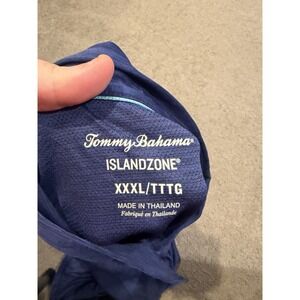 Tommy Bahama
ISLANDZONE®
XXXL/TTTG
MADE IN THAILAND
Fabriqué en Thaïlande